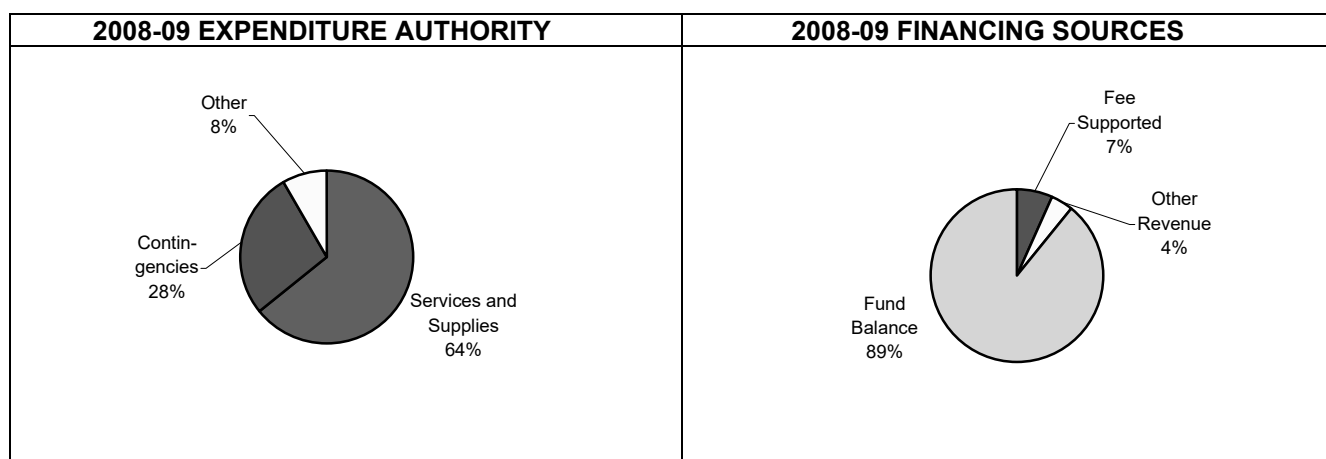 2008-09 EXPENDITURE AUTHORITY
Other
8%
Contin-
gencies
28%
Services and
Supplies
64%
2008-09 FINANCING SOURCES
Fee
Supported
7%
Other
Revenue
4%
Fund
Balance
89%